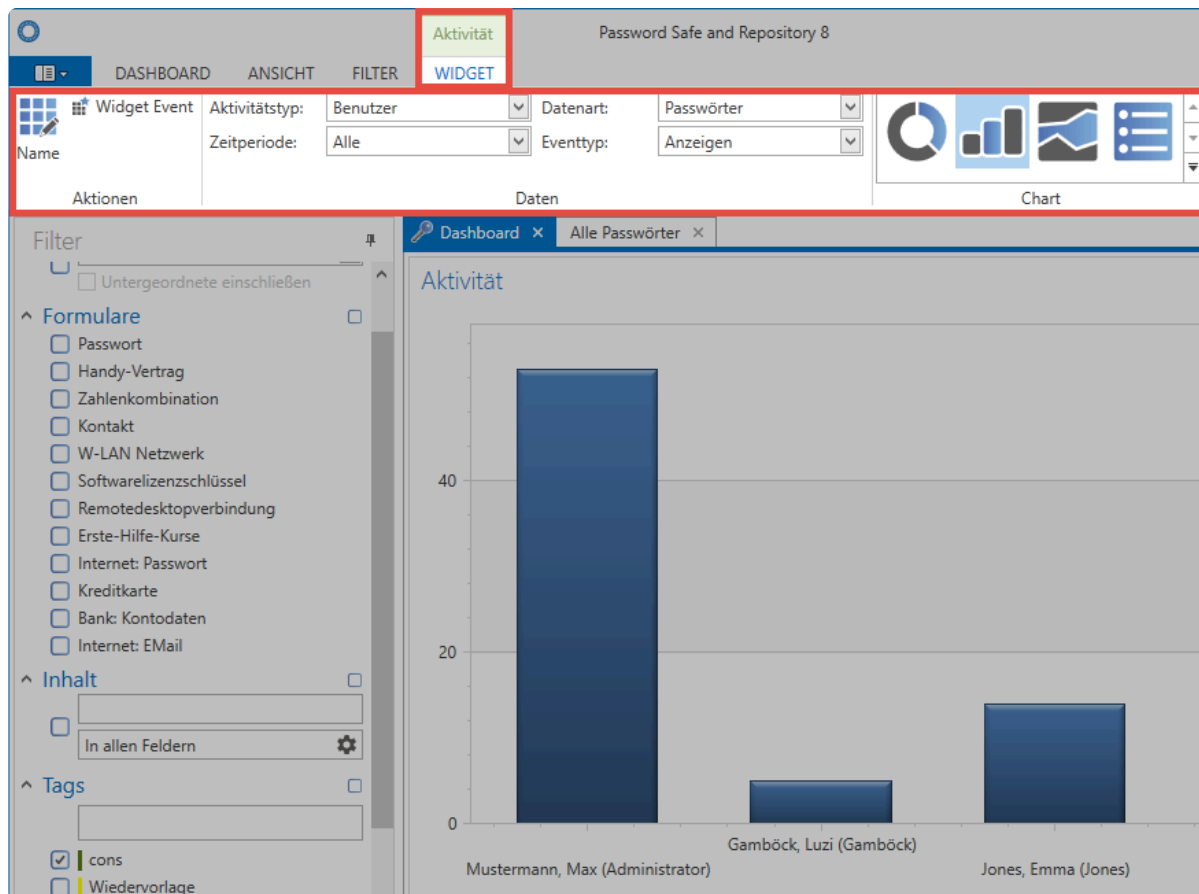 Aktivität
Password Safe and Repository 8
DASHBOARD ANSICHT FILTER WIDGET
Widget Event
Name
Aktionen
Aktivitätstyp: Benutzer
Zeitperiode: Alle
Datenart: Passwörter
Eventtyp: Anzeigen
Daten
Chart
Filter
Untergeordnete einschließen
Formulare
Passwort
Handy-Vertrag
Zahlenkombination
Kontakt
W-LAN Netzwerk
Softwarelizenzschlüssel
Remotedesktopverbindung
Erste-Hilfe-Kurse
Internet: Passwort
Kreditkarte
Bank: Kontodaten
Internet: EMail
Inhalt
In allen Feldern
Tags
cons
Wiedervorlage
Dashboard
Alle Passwörter
Aktivität
40
20
0
Gamböck, Luzi (Gamböck)
Mustermann, Max (Administrator)
Jones, Emma (Jones)